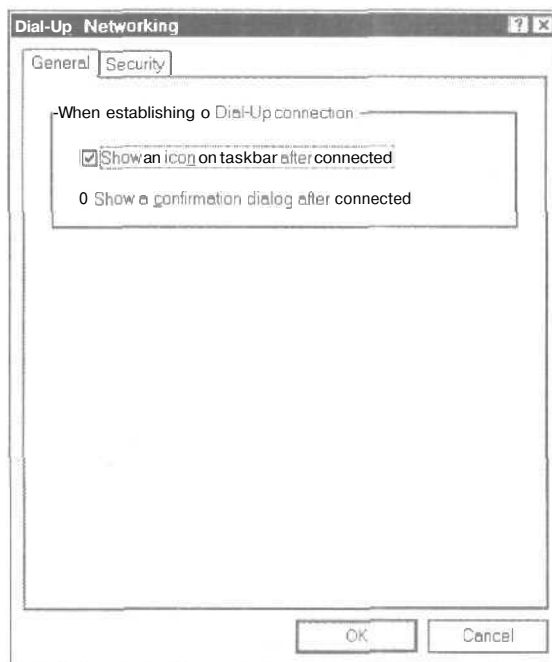 Dial-Up Networking
General Security
When establishing o Dial-Up connection
Show an icon on taskbar after connected
0 Show a confirmation dialog after connected
OK Cancel